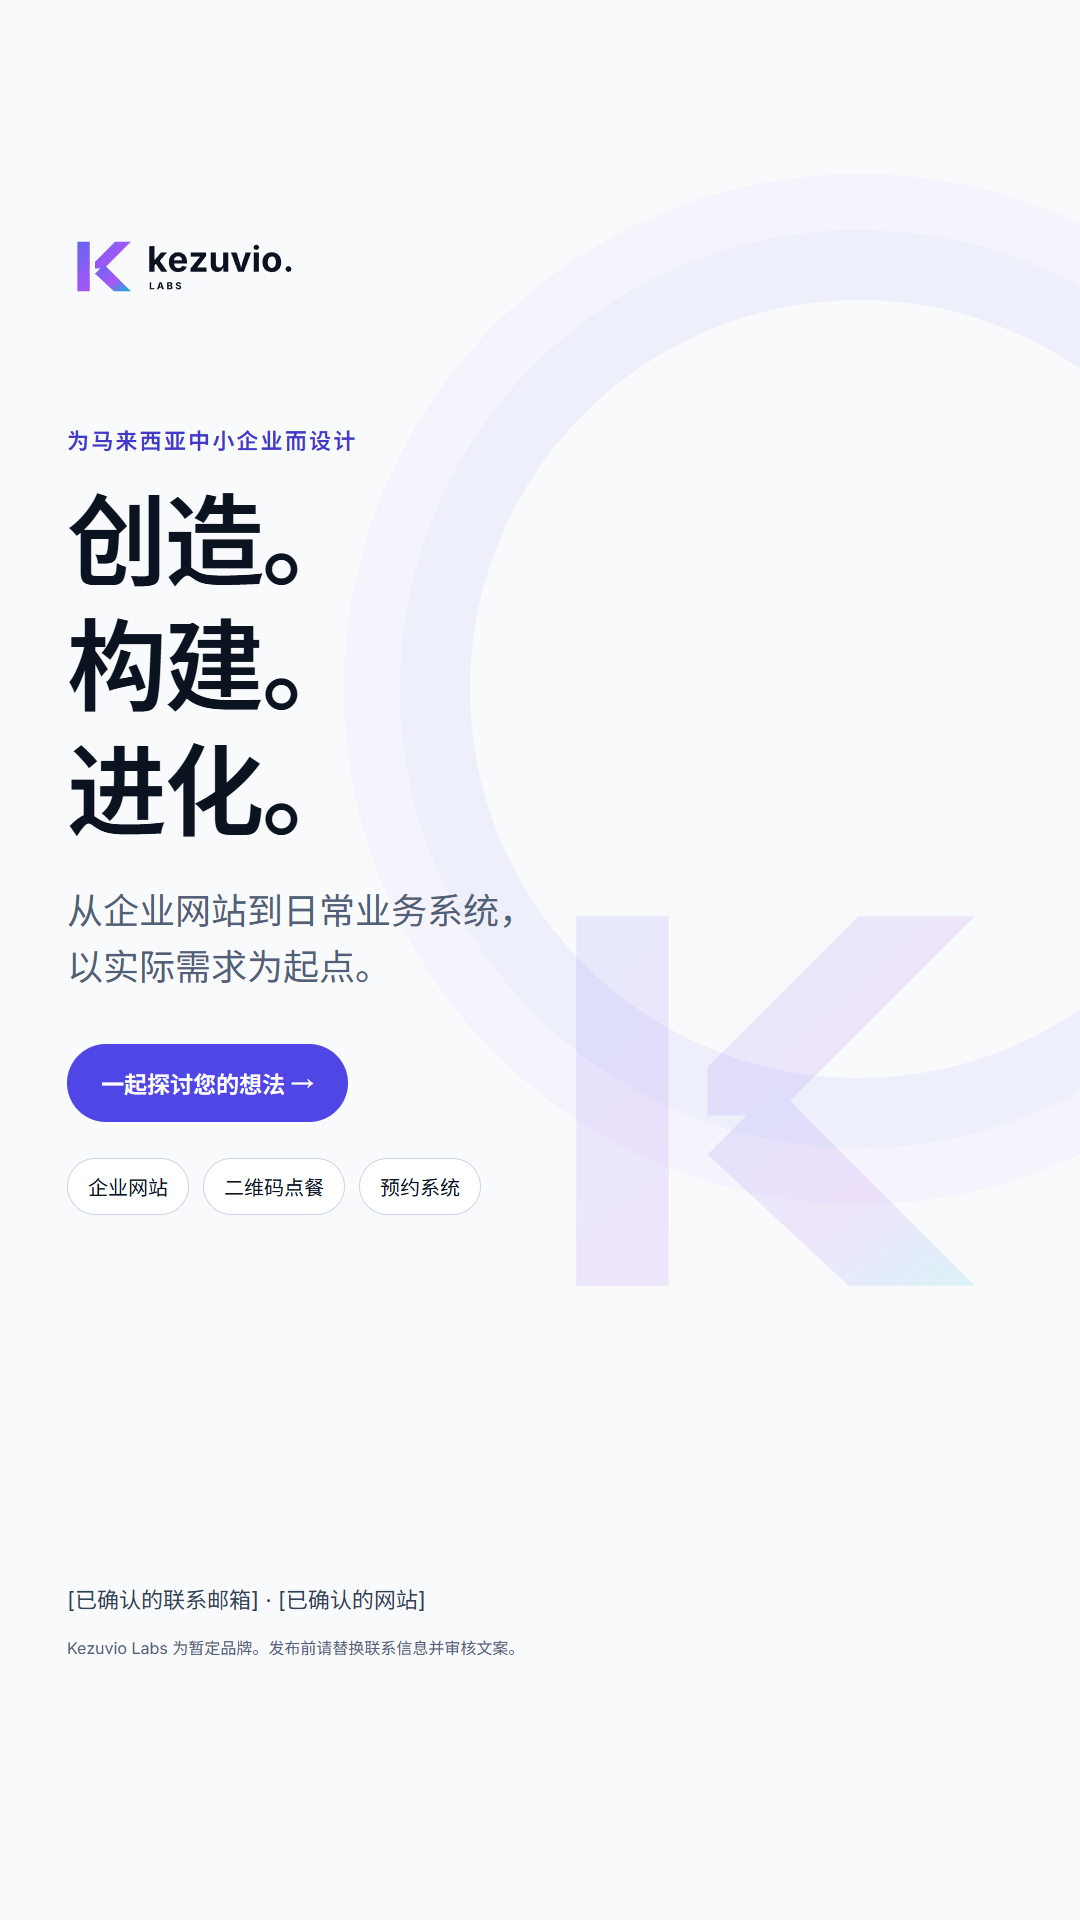 kezuvio.
LABS
为马来西亚中小企业而设计
创造。
构建。
进化。
从企业网站到日常业务系统，
以实际需求为起点。
一起探讨您的想法 →
企业网站 二维码点餐 预约系统
[已确认的联系邮箱] · [已确认的网站]
Kezuvio Labs 为暂定品牌。发布前请替换联系信息并审核文案。